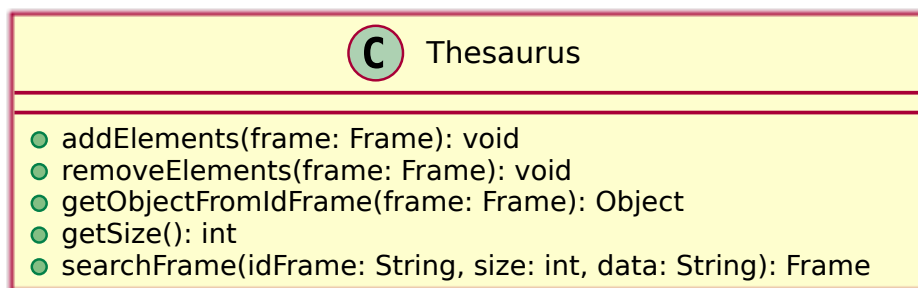 C Thesaurus
addElements(frame: Frame): void
removeElements(frame: Frame): void
getObjectFromIdFrame(frame: Frame): Object
getSize(): int
searchFrame(idFrame: String, size: int, data: String): Frame